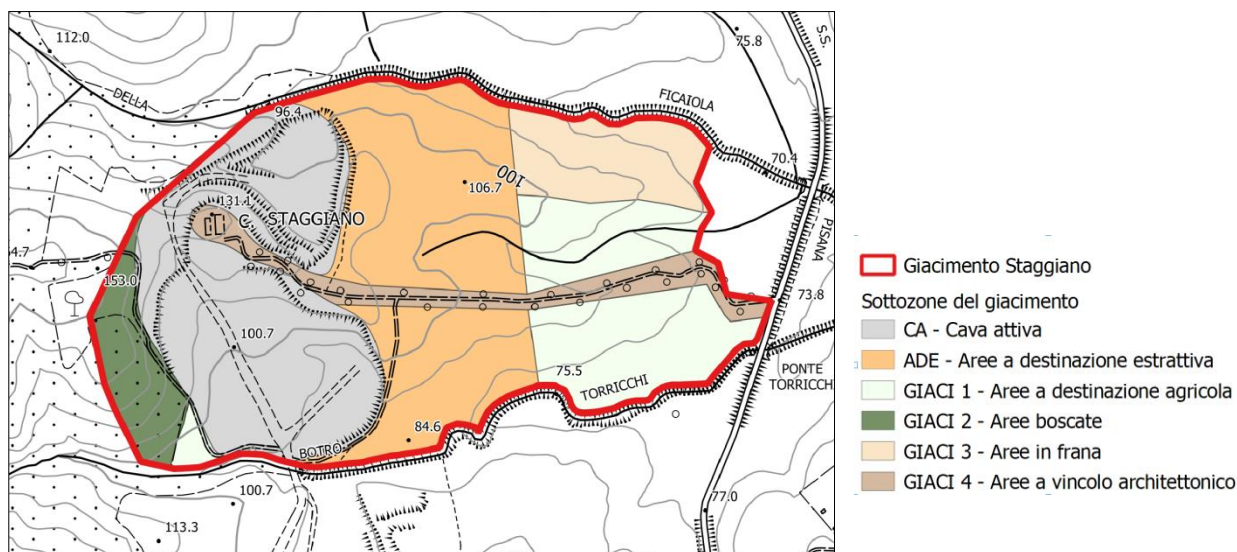 112.0
DELLA
96.4
75.8
S.S.
FICAIOLA
70.4
PISANA
100
106.7
131.1
C. STAGGIANO
153.0
100.7
73.8
75.5
TORRICCHI
PONTE
TORRICCHI
84.6
BOTRO
100.7
113.3
77.0
Giacimento Staggiano
Sottozone del giacimento
CA - Cava attiva
ADE - Aree a destinazione estrattiva
GIACI 1 - Aree a destinazione agricola
GIACI 2 - Aree boscate
GIACI 3 - Aree in frana
GIACI 4 - Aree a vincolo architettonico